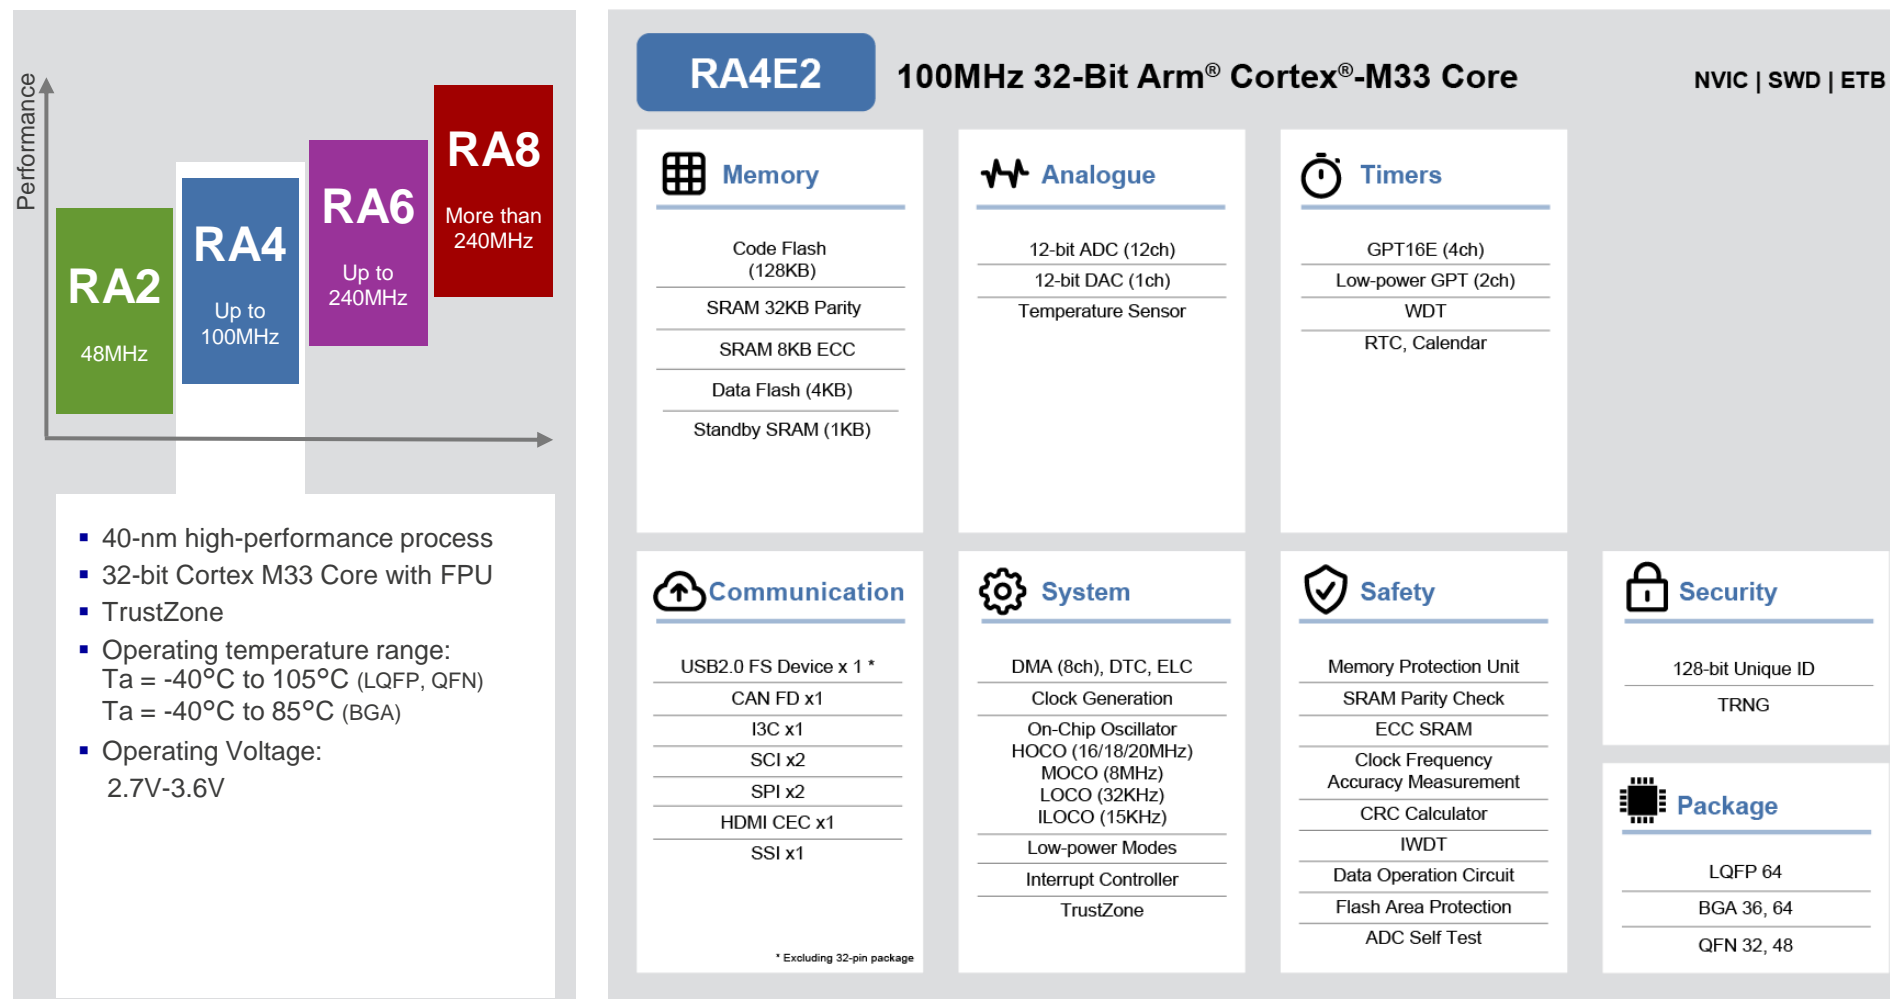 Performance
RA2
48MHz
RA4
Up to
100MHz
RA6
Up to
240MHz
RA8
More than
240MHz
▪ 40-nm high-performance process
▪ 32-bit Cortex M33 Core with FPU
▪ TrustZone
▪ Operating temperature range:
Ta = -40°C to 105°C (LQFP, QFN)
Ta = -40°C to 85°C (BGA)
▪ Operating Voltage:
2.7V-3.6V
RA4E2
100MHz 32-Bit Arm® Cortex®-M33 Core
NVIC | SWD | ETB
Memory
Code Flash
(128KB)
SRAM 32KB Parity
SRAM 8KB ECC
Data Flash (4KB)
Standby SRAM (1KB)
Analogue
12-bit ADC (12ch)
12-bit DAC (1ch)
Temperature Sensor
Timers
GPT16E (4ch)
Low-power GPT (2ch)
WDT
RTC, Calendar
Communication
USB2.0 FS Device x 1 *
CAN FD x1
I3C x1
SCI x2
SPI x2
HDMI CEC x1
SSI x1
* Excluding 32-pin package
System
DMA (8ch), DTC, ELC
Clock Generation
On-Chip Oscillator
HOCO (16/18/20MHz)
MOCO (8MHz)
LOCO (32KHz)
ILOCO (15KHz)
Low-power Modes
Interrupt Controller
TrustZone
Safety
Memory Protection Unit
SRAM Parity Check
ECC SRAM
Clock Frequency
Accuracy Measurement
CRC Calculator
IWDT
Data Operation Circuit
Flash Area Protection
ADC Self Test
Security
128-bit Unique ID
TRNG
Package
LQFP 64
BGA 36, 64
QFN 32, 48